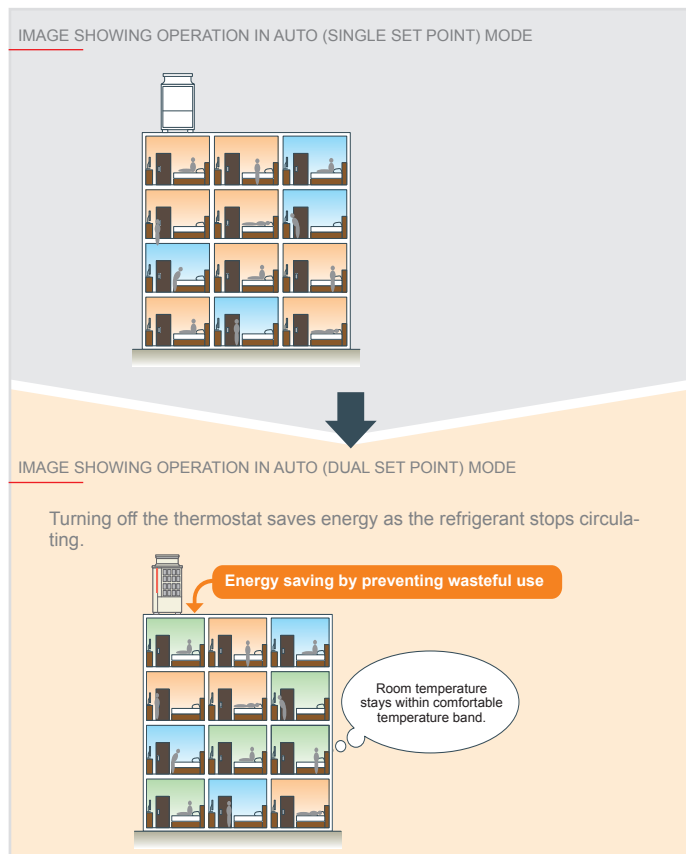 IMAGE SHOWING OPERATION IN AUTO (SINGLE SET POINT) MODE
IMAGE SHOWING OPERATION IN AUTO (DUAL SET POINT) MODE
Turning off the thermostat saves energy as the refrigerant stops circula-
ting.
Energy saving by preventing wasteful use
Room temperature
stays within comfortable
temperature band.